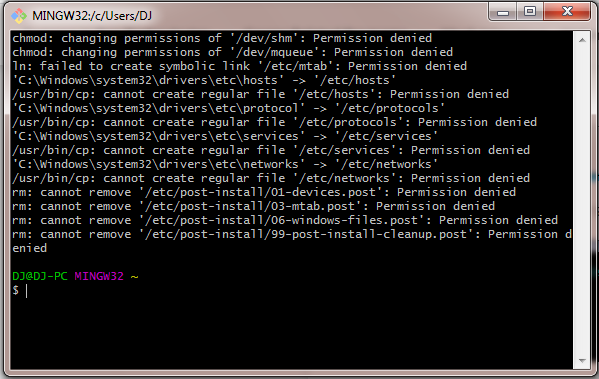 MINGW32:/c/Users/DJ
chmod: changing permissions of '/dev/shm': Permission denied
chmod: changing permissions of '/dev/mqueue': Permission denied
ln: failed to create symbolic link '/etc/mtab': Permission denied
'C:\Windows\system32\drivers\etc\hosts' -> '/etc/hosts'
/usr/bin/cp: cannot create regular file '/etc/hosts': Permission denied
'C:\Windows\system32\drivers\etc\protocol' -> '/etc/protocols'
/usr/bin/cp: cannot create regular file '/etc/protocols': Permission denied
'C:\Windows\system32\drivers\etc\services' -> '/etc/services'
/usr/bin/cp: cannot create regular file '/etc/services': Permission denied
'C:\Windows\system32\drivers\etc\networks' -> '/etc/networks'
/usr/bin/cp: cannot create regular file '/etc/networks': Permission denied
rm: cannot remove '/etc/post-install/01-devices.post': Permission denied
rm: cannot remove '/etc/post-install/03-mtab.post': Permission denied
rm: cannot remove '/etc/post-install/06-windows-files.post': Permission denied
rm: cannot remove '/etc/post-install/99-post-install-cleanup.post': Permission d
enied
DJ@DJ-PC MINGW32 ~
$